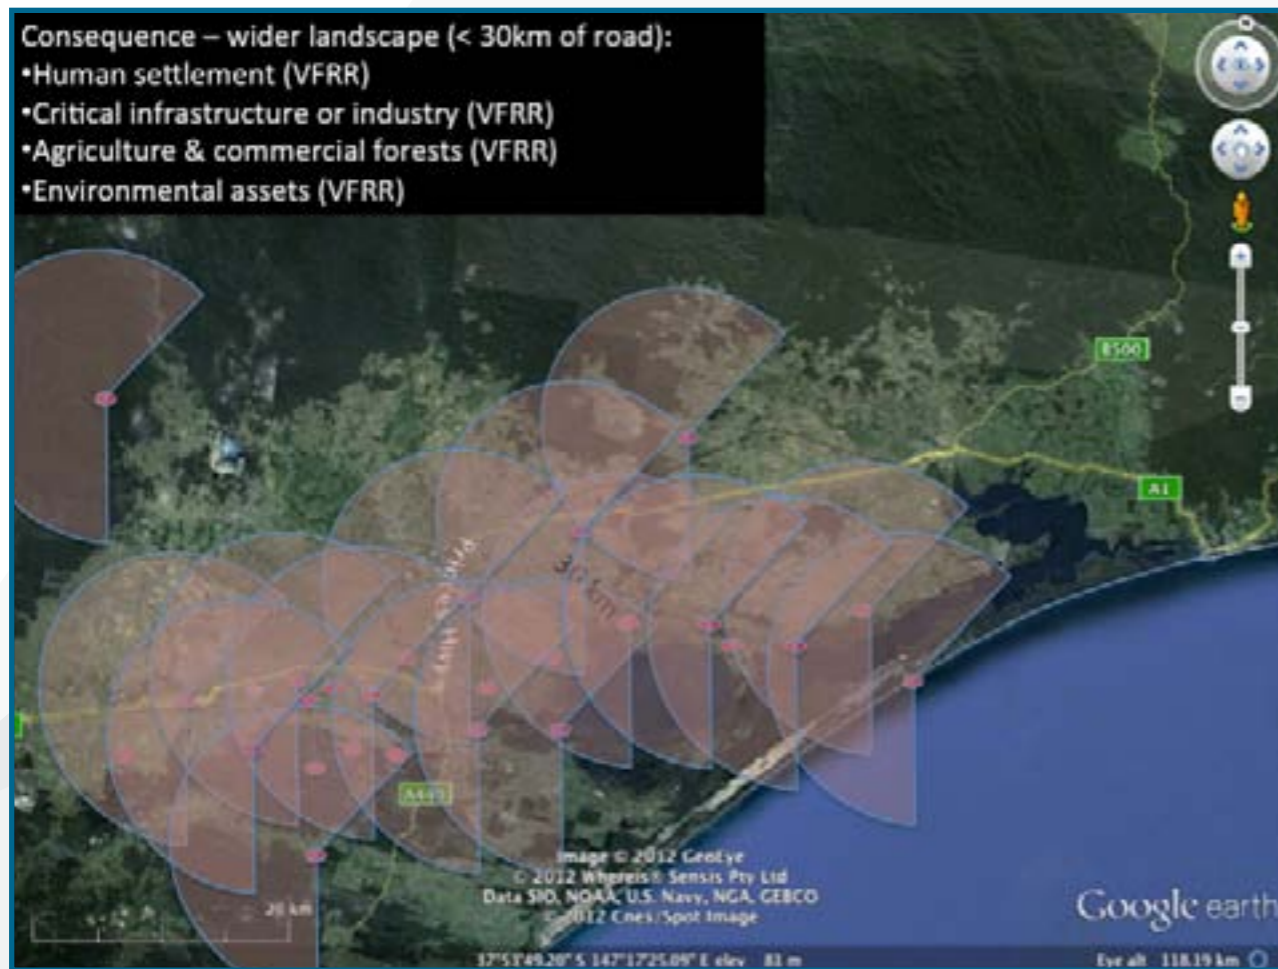 Consequence – wider landscape (< 30km of road):
•Human settlement (VFRR)
•Critical infrastructure or industry (VFRR)
•Agriculture & commercial forests (VFRR)
•Environmental assets (VFRR)
B500
A1
Princes Hwy
30 km
A440
Image © 2012 GeoEye
© 2012 Whereis® Sensis Pty Ltd
Data SIO, NOAA, U.S. Navy, NGA, GEBCO
© 2012 Cnes/Spot Image
20 km
Google earth
37°53'49.20" S 147°17'25.09" E elev 83 m
Eye alt 118.19 km